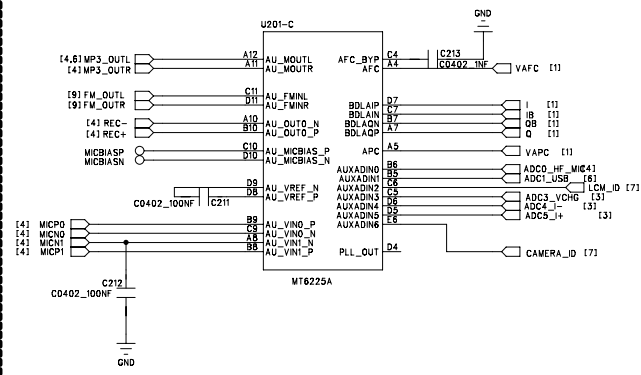 U201-C
GND
[4,6] MP3_OUTL A12 AU_MOUTL AFC_BYP C4 C213 C0402_1NF
[4] MP3_OUTR A11 AU_MOUTR AFC A4 VAFC [1]
[9] FM_OUTL C11 AU_FMINL BDLAIP D7 I [1]
[9] FM_OUTR D11 AU_FMINR BDLAIN C7 IB [1]
[4] REC- A10 AU_OUT0_N BDLAQN B7 QB [1]
[4] REC+ B10 AU_OUT0_P BDLAQP A7 Q [1]
MICBIASP C10 AU_MICBIAS_P APC A5 VAPC [1]
MICBIASN D10 AU_MICBIAS_N
AUXADIN0 B6 ADC0_HF_MIC[4]
AUXADIN1 B5 ADC1_USB [6]
D9 AU_VREF_N AUXADIN2 C6 LCM_ID [7]
C0402_100NF C211 D8 AU_VREF_P AUXADIN3 C5 ADC3_VCHG [3]
AUXADIN4 D6 ADC4_I- [3]
AUXADIN5 D5 ADC5_I+ [3]
[4] MICP0 B9 AU_VIN0_P AUXADIN6 E6
[4] MICN0 C9 AU_VIN0_N
[4] MICN1 A8 AU_VIN1_N
[4] MICP1 B8 AU_VIN1_P PLL_OUT D4 CAMERA_ID [7]
MT6225A
C212
C0402_100NF
GND